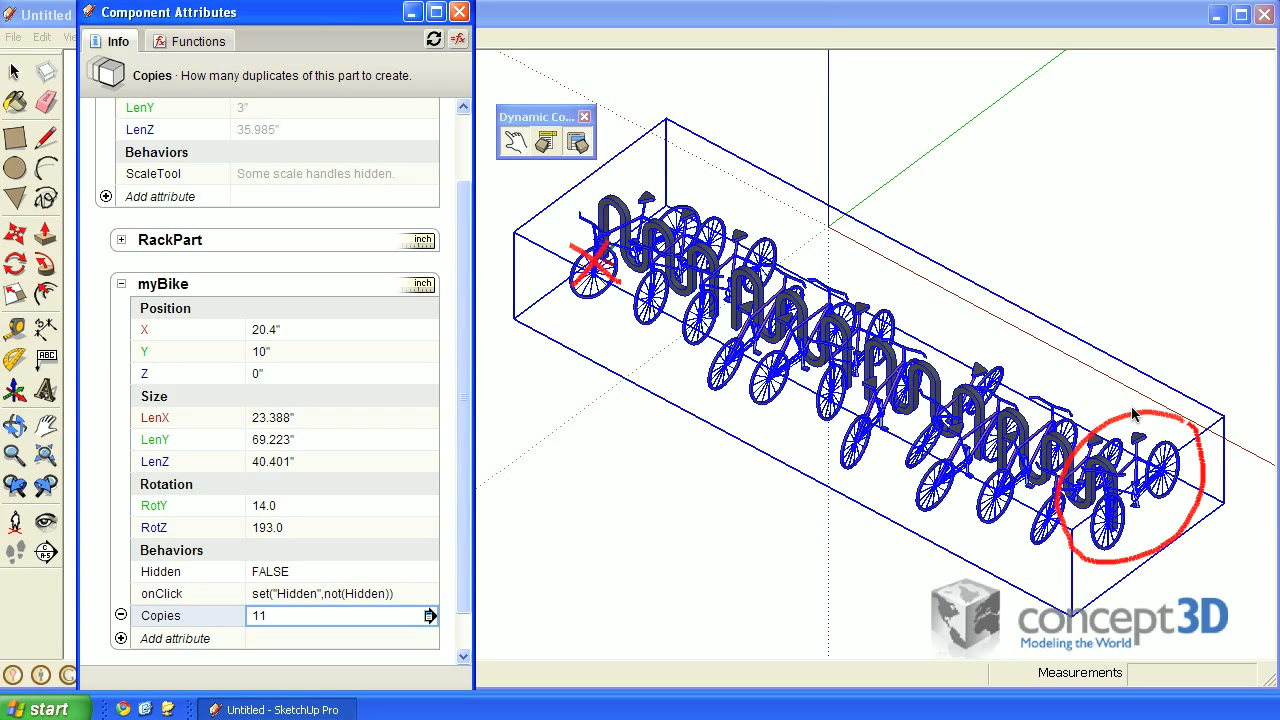 Untitled
Component Attributes
File Edit
Info
Functions
=fx
Copies · How many duplicates of this part to create.
LenY 3"
LenZ 35.985"
Behaviors
ScaleTool Some scale handles hidden.
Add attribute
RackPart inch
myBike inch
Position
X 20.4"
Y 10"
Z 0"
Size
LenX 23.388"
LenY 69.223"
LenZ 40.401"
Rotation
RotY 14.0
RotZ 193.0
Behaviors
Hidden FALSE
onClick set("Hidden",not(Hidden))
Copies 11
Add attribute
Dynamic Co...
ABC
A
concept3D
Modeling the World
Measurements
start
Untitled - SketchUp Pro